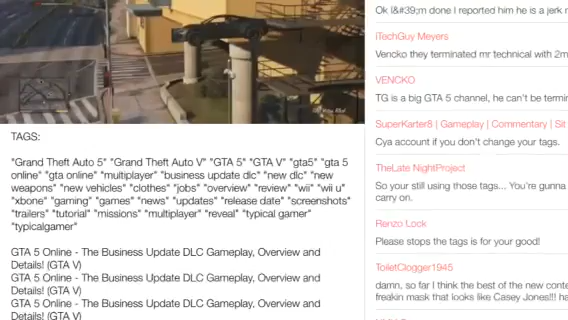 TAGS:
"Grand Theft Auto 5" "Grand Theft Auto V" "GTA 5" "GTA V" "gta5" "gta 5
online" "gta online" "multiplayer" "business update dlc" "new dlc" "new
weapons" "new vehicles" "clothes" "jobs" "overview" "review" "wii" "wii u"
"xbone" "gaming" "games" "news" "updates" "release date" "screenshots"
"trailers" "tutorial" "missions" "multiplayer" "reveal" "typical gamer"
"typicalgamer"
GTA 5 Online - The Business Update DLC Gameplay, Overview and
Details! (GTA V)
GTA 5 Online - The Business Update DLC Gameplay, Overview and
Details! (GTA V)
GTA 5 Online - The Business Update DLC Gameplay, Overview and
Details! (GTA V)
Ok I&#39;m done I reported him he is a jerk
iTechGuy Meyers
Vencko they terminated mr technical with 2m
VENCKO
TG is a big GTA 5 channel, he can't be
SuperKarter8 | Gameplay | Commentary | Sit
Cya account if you don't change your tags.
TheLate NightProject
So your still using those tags... You're gunna
carry on.
Renzo Lock
Please stops the tags is for your good!
ToiletClogger1945
damn, so far I think the best of the new
freakin mask that looks like Casey Jones!!!